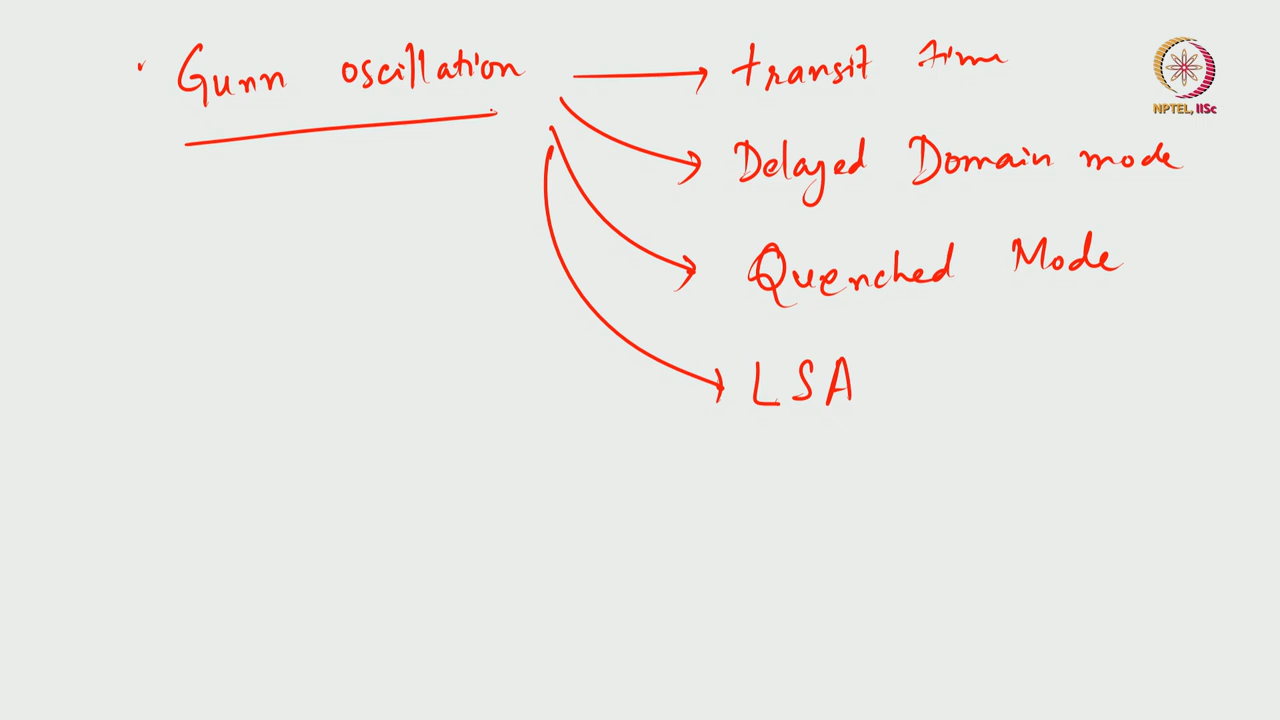 Gunn oscillation → transit time
Delayed Domain mode
Quenched Mode
LSA
NPTEL, IISc